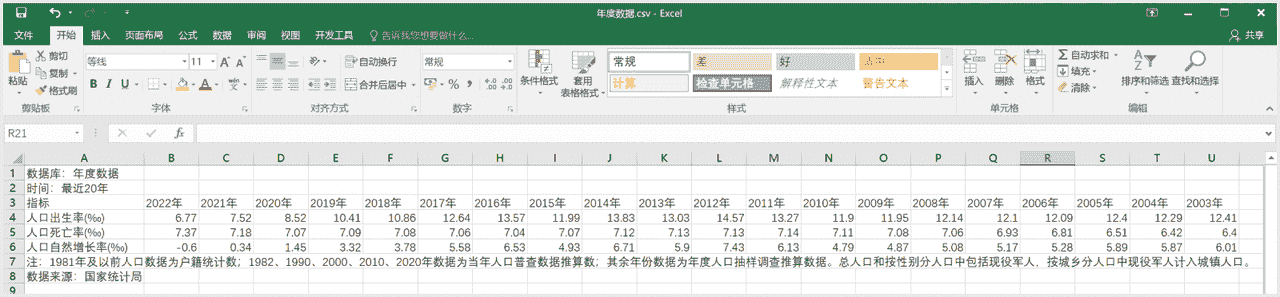 年度数据.csv - Excel
文件 开始 插入 页面布局 公式 数据 审阅 视图 开发工具 告诉我您想要做什么... 共享
粘贴 剪切 复制 格式刷 剪贴板
等线 11 B I U 字体
自动换行 合并后居中 对齐方式
常规 % 数字
条件格式 套用表格格式 常规 差 好 计算 检查单元格 解释性文本 警告文本 样式
插入 删除 格式 单元格
自动求和 填充 清除 排序和筛选 查找和选择 编辑
R21 fx
A B C D E F G H I J K L M N O P Q R S T U
1 数据库：年度数据
2 时间：最近20年
3 指标 2022年 2021年 2020年 2019年 2018年 2017年 2016年 2015年 2014年 2013年 2012年 2011年 2010年 2009年 2008年 2007年 2006年 2005年 2004年 2003年
4 人口出生率(‰) 6.77 7.52 8.52 10.41 10.86 12.64 13.57 11.99 13.83 13.03 14.57 13.27 11.9 11.95 12.14 12.1 12.09 12.4 12.29 12.41
5 人口死亡率(‰) 7.37 7.18 7.07 7.09 7.08 7.06 7.04 7.07 7.12 7.13 7.13 7.14 7.11 7.08 7.06 6.93 6.81 6.51 6.42 6.4
6 人口自然增长率(‰) -0.6 0.34 1.45 3.32 3.78 5.58 6.53 4.93 6.71 5.9 7.43 6.13 4.79 4.87 5.08 5.17 5.28 5.89 5.87 6.01
7 注：1981年及以前人口数据为户籍统计数；1982、1990、2000、2010、2020年数据为当年人口普查数据推算数；其余年份数据为年度人口抽样调查推算数据。总人口和按性别分人口中包括现役军人，按城乡分人口中现役军人计入城镇人口。
8 数据来源：国家统计局
9